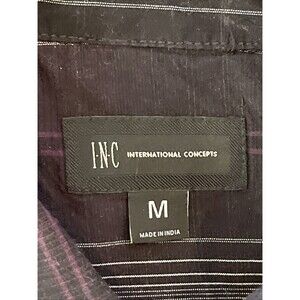 I·N·C INTERNATIONAL CONCEPTS
M
MADE IN INDIA